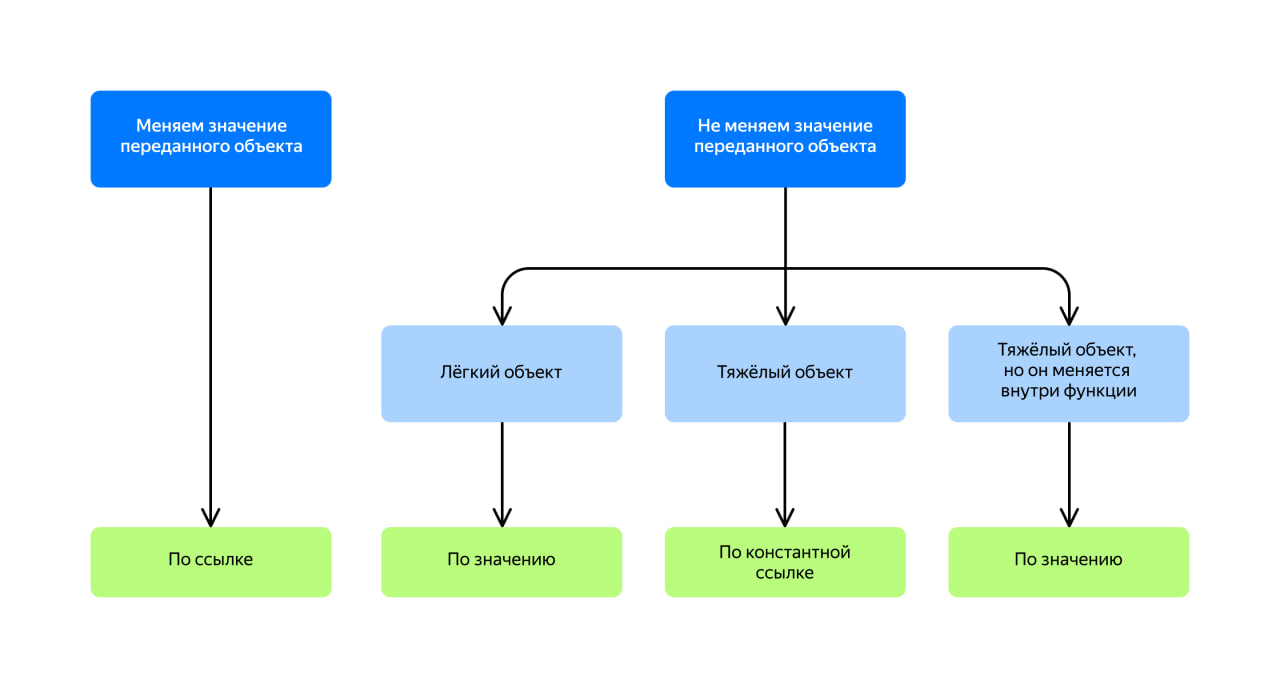 Меняем значение
переданного объекта
Не меняем значение
переданного объекта
Лёгкий объект
Тяжёлый объект
Тяжёлый объект,
но он меняется
внутри функции
По ссылке
По значению
По константной
ссылке
По значению